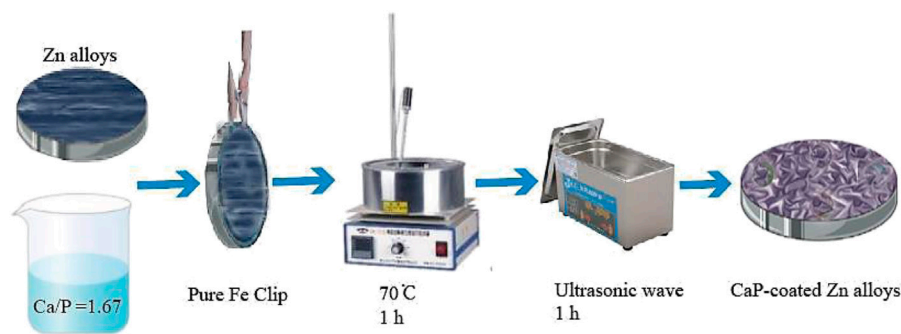 Zn alloys
Ca/P =1.67
Pure Fe Clip
70℃
1 h
Ultrasonic wave
1 h
CaP-coated Zn alloys